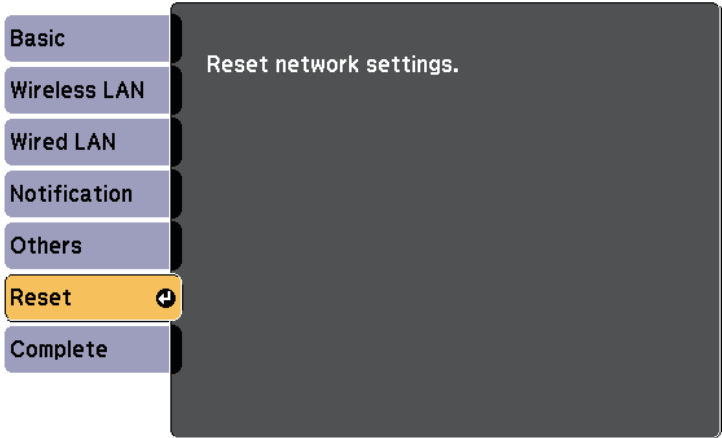 Basic
Wireless LAN
Wired LAN
Notification
Others
Reset
Complete
Reset network settings.